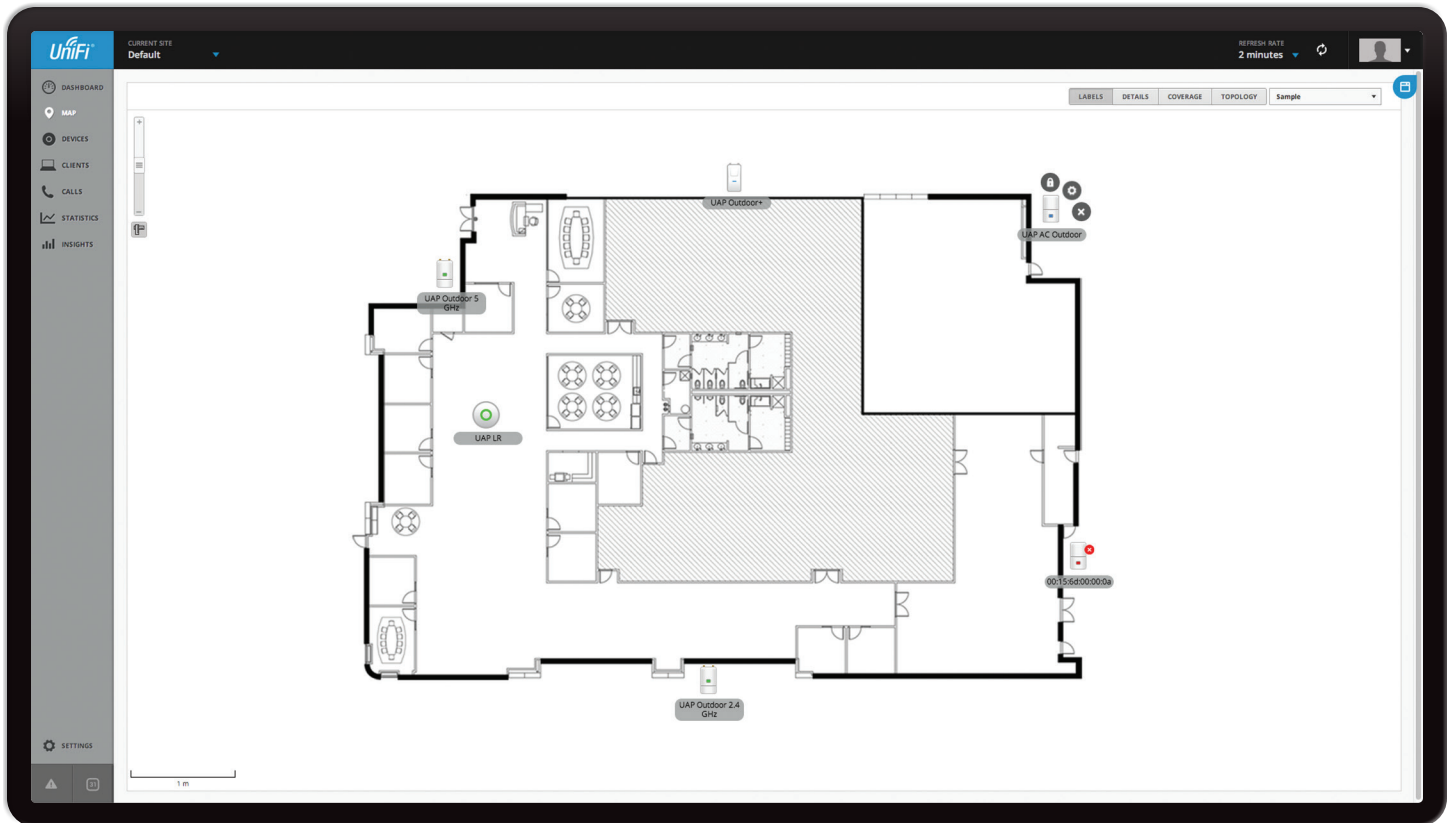 UniFi
CURRENT SITE
Default
REFRESH RATE
2 minutes
DASHBOARD
MAP
DEVICES
CLIENTS
CALLS
STATISTICS
INSIGHTS
SETTINGS
LABELS DETAILS COVERAGE TOPOLOGY Sample
UAP Outdoor+
UAP AC Outdoor
UAP Outdoor 5
GHz
UAP LR
00:15:6d:00:00:0a
UAP Outdoor 2.4
GHz
1 m